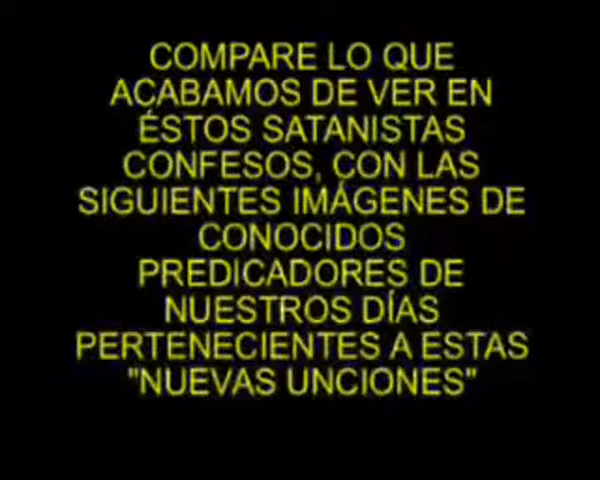 COMPARE LO QUE
ACABAMOS DE VER EN
ÉSTOS SATANISTAS
CONFESOS, CON LAS
SIGUIENTES IMÁGENES DE
CONOCIDOS
PREDICADORES DE
NUESTROS DÍAS
PERTENECIENTES A ESTAS
"NUEVAS UNCIONES"